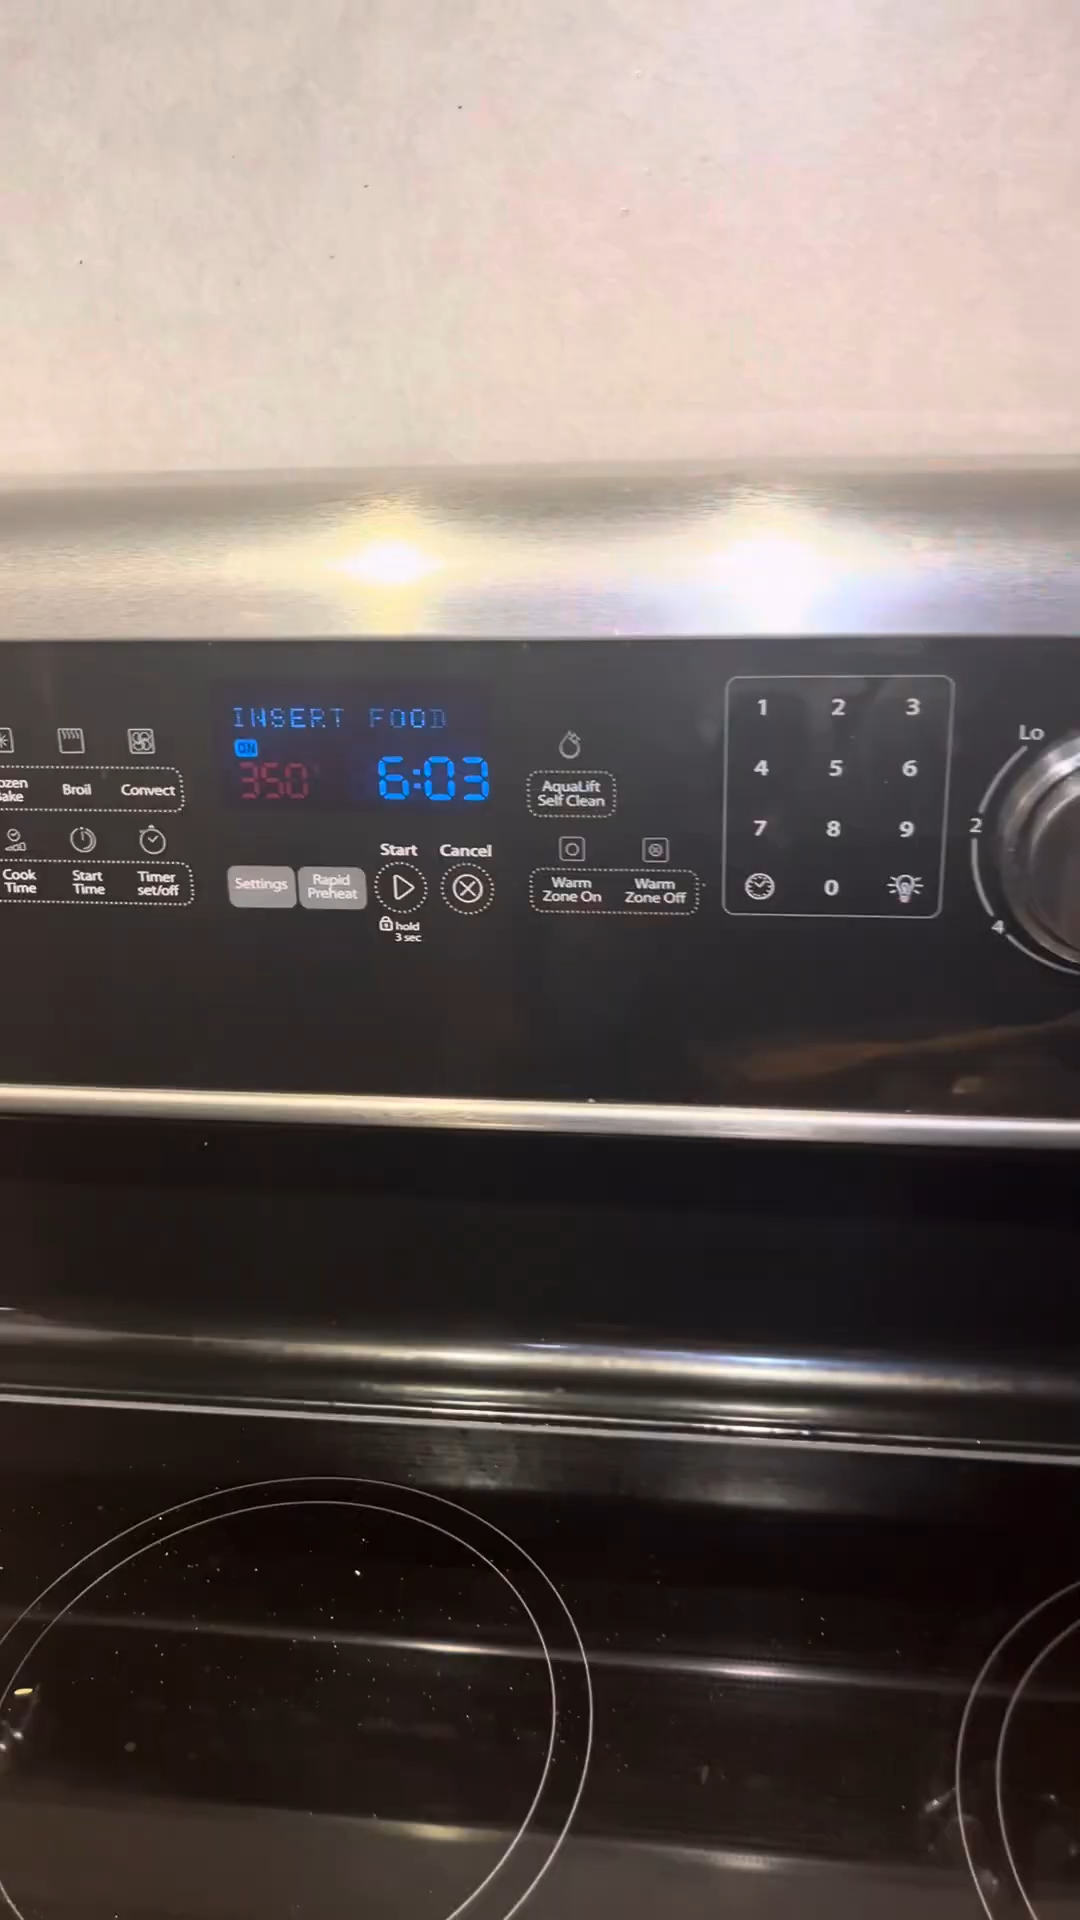 INSERT FOOD
ON
350°
6:03
Broil
Convect
Cook
Time
Start
Time
Timer
set/off
Settings
Rapid
Preheat
Start
Cancel
hold
3 sec
AquaLift
Self Clean
Warm
Zone On
Warm
Zone Off
1 2 3
4 5 6
7 8 9
0
Lo
2
4